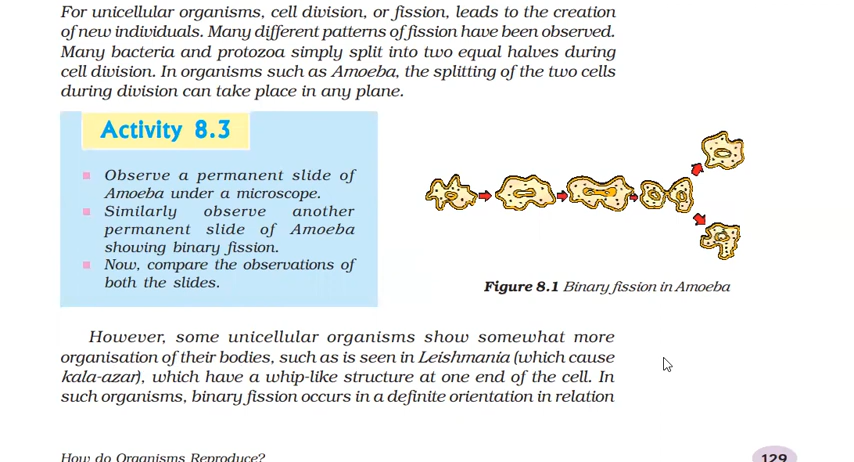 For unicellular organisms, cell division, or fission, leads to the creation
of new individuals. Many different patterns of fission have been observed.
Many bacteria and protozoa simply split into two equal halves during
cell division. In organisms such as Amoeba, the splitting of the two cells
during division can take place in any plane.
Activity 8.3
Observe a permanent slide of
Amoeba under a microscope.
Similarly observe another
permanent slide of Amoeba
showing binary fission.
Now, compare the observations of
both the slides.
Figure 8.1 Binary fission in Amoeba
However, some unicellular organisms show somewhat more
organisation of their bodies, such as is seen in Leishmania (which cause
kala-azar), which have a whip-like structure at one end of the cell. In
such organisms, binary fission occurs in a definite orientation in relation
How do Organisms Reproduce?
129